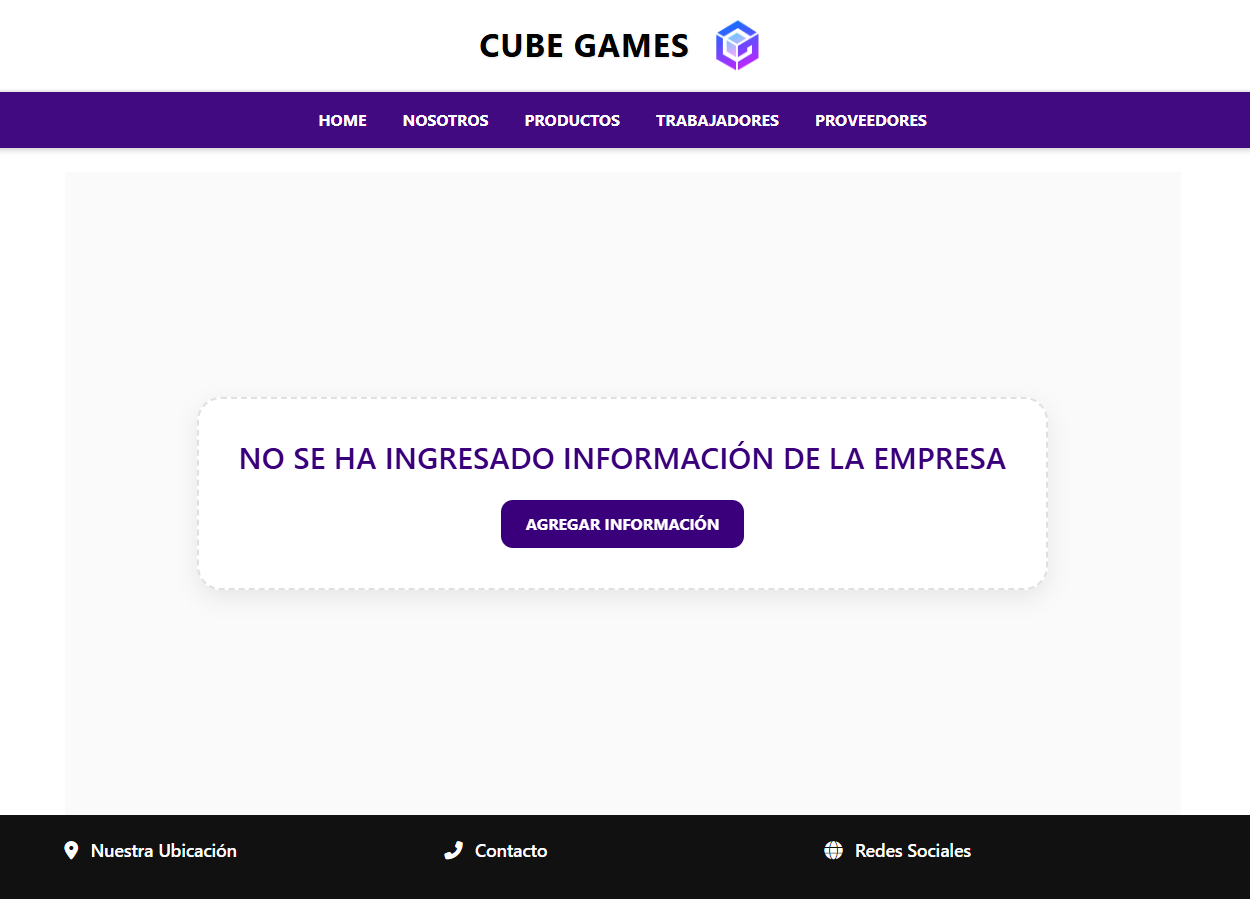 CUBE GAMES
HOME NOSOTROS PRODUCTOS TRABAJADORES PROVEEDORES
NO SE HA INGRESADO INFORMACIÓN DE LA EMPRESA
AGREGAR INFORMACIÓN
Nuestra Ubicación Contacto Redes Sociales